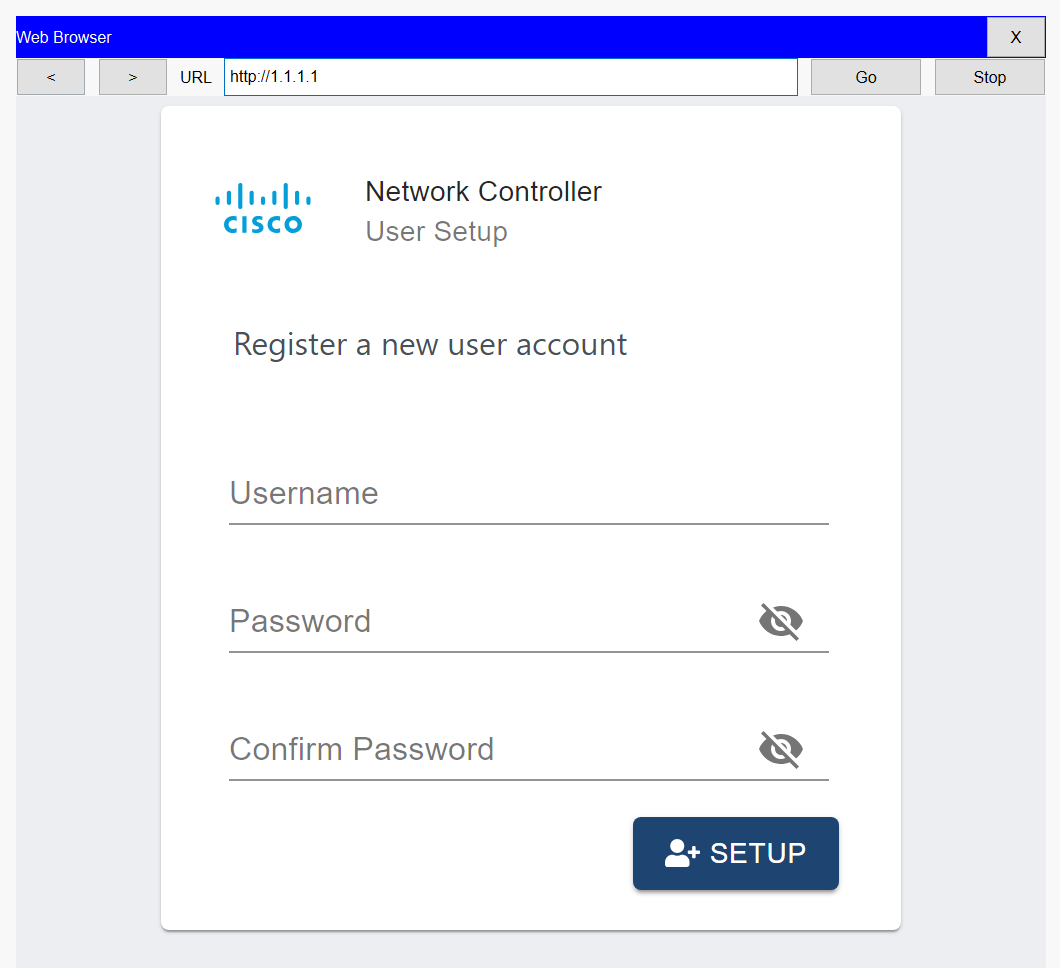 Web Browser X
< > URL http://1.1.1.1 Go Stop
CISCO
Network Controller
User Setup
Register a new user account
Username
Password
Confirm Password
SETUP